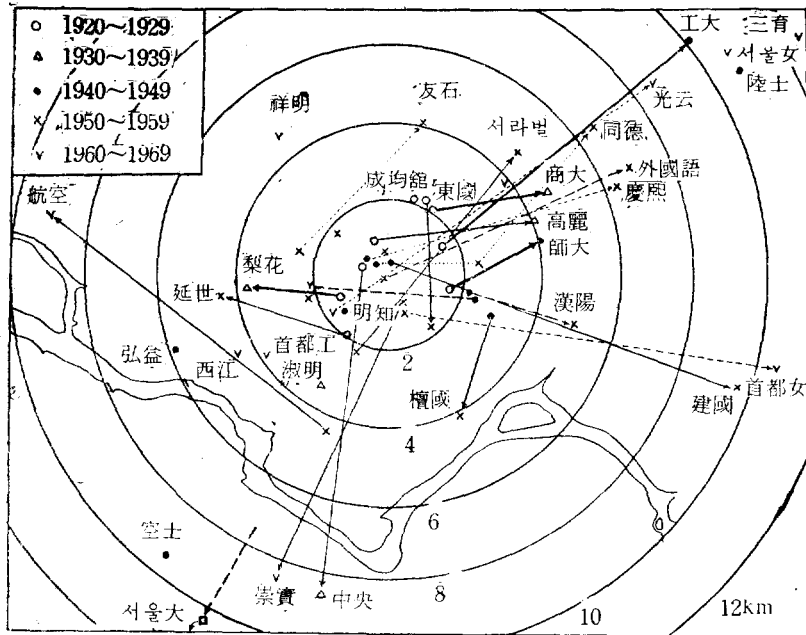 1920~1929
1930~1939
1940~1949
1950~1959
1960~1969
工大
三育
서울女
陸士
光云
友石
祥明
서라벌
同德
外國語
慶熙
成均舘
東國
商大
高麗
師大
航空
梨花
延世
明知
漢陽
弘益
西江
首都工
淑明
2
檀國
建國
首都女
4
6
空士
8
崇實
中央
서울大
10
12km